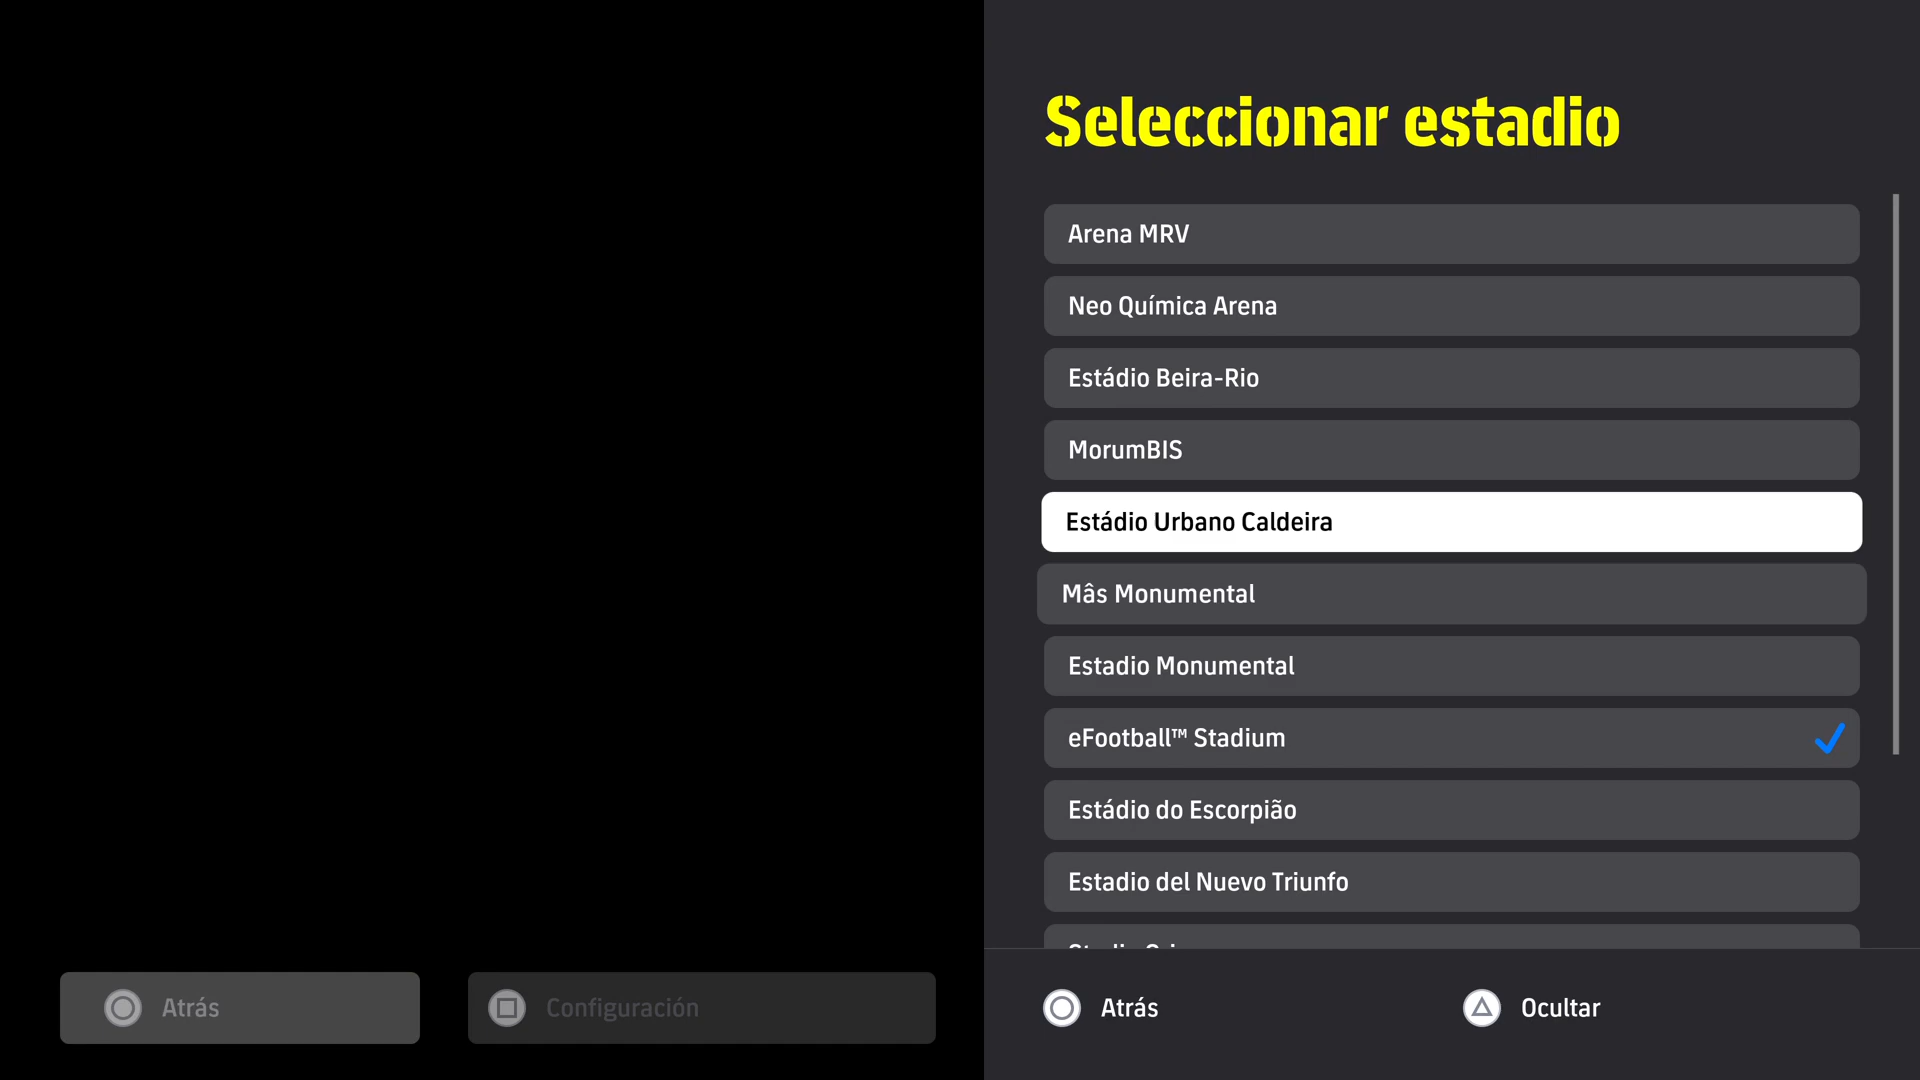 Seleccionar estadio
Arena MRV
Neo Química Arena
Estádio Beira-Rio
MorumBIS
Estádio Urbano Caldeira
Mâs Monumental
Estadio Monumental
eFootball™ Stadium
Estádio do Escorpião
Estadio del Nuevo Triunfo
Atrás
Configuración
Atrás
Ocultar